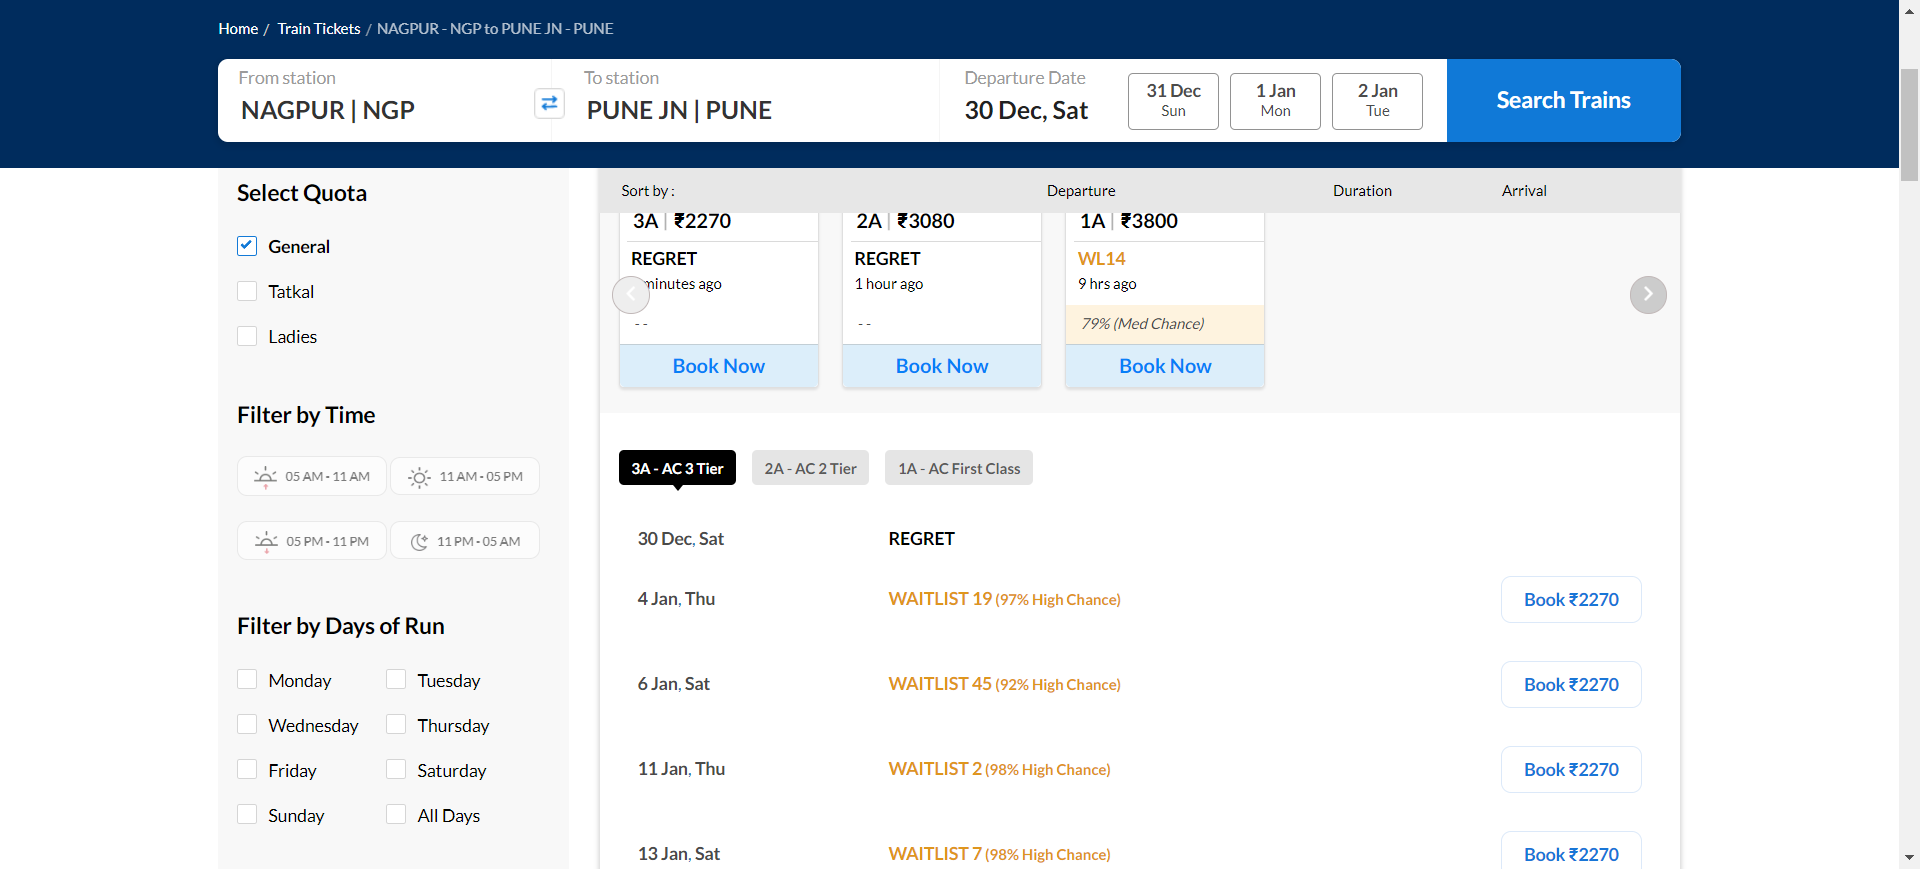 Home / Train Tickets / NAGPUR - NGP to PUNE JN - PUNE
From station
NAGPUR | NGP
To station
PUNE JN | PUNE
Departure Date
30 Dec, Sat
31 Dec
Sun
1 Jan
Mon
2 Jan
Tue
Search Trains
Select Quota
General
Tatkal
Ladies
Filter by Time
05 AM - 11 AM
11 AM - 05 PM
05 PM - 11 PM
11 PM - 05 AM
Filter by Days of Run
Monday
Tuesday
Wednesday
Thursday
Friday
Saturday
Sunday
All Days
Sort by : Departure Duration Arrival
3A | ₹2270
REGRET
minutes ago
- -
Book Now
2A | ₹3080
REGRET
1 hour ago
- -
Book Now
1A | ₹3800
WL14
9 hrs ago
79% (Med Chance)
Book Now
3A - AC 3 Tier
2A - AC 2 Tier
1A - AC First Class
30 Dec, Sat REGRET
4 Jan, Thu WAITLIST 19 (97% High Chance) Book ₹2270
6 Jan, Sat WAITLIST 45 (92% High Chance) Book ₹2270
11 Jan, Thu WAITLIST 2 (98% High Chance) Book ₹2270
13 Jan, Sat WAITLIST 7 (98% High Chance) Book ₹2270